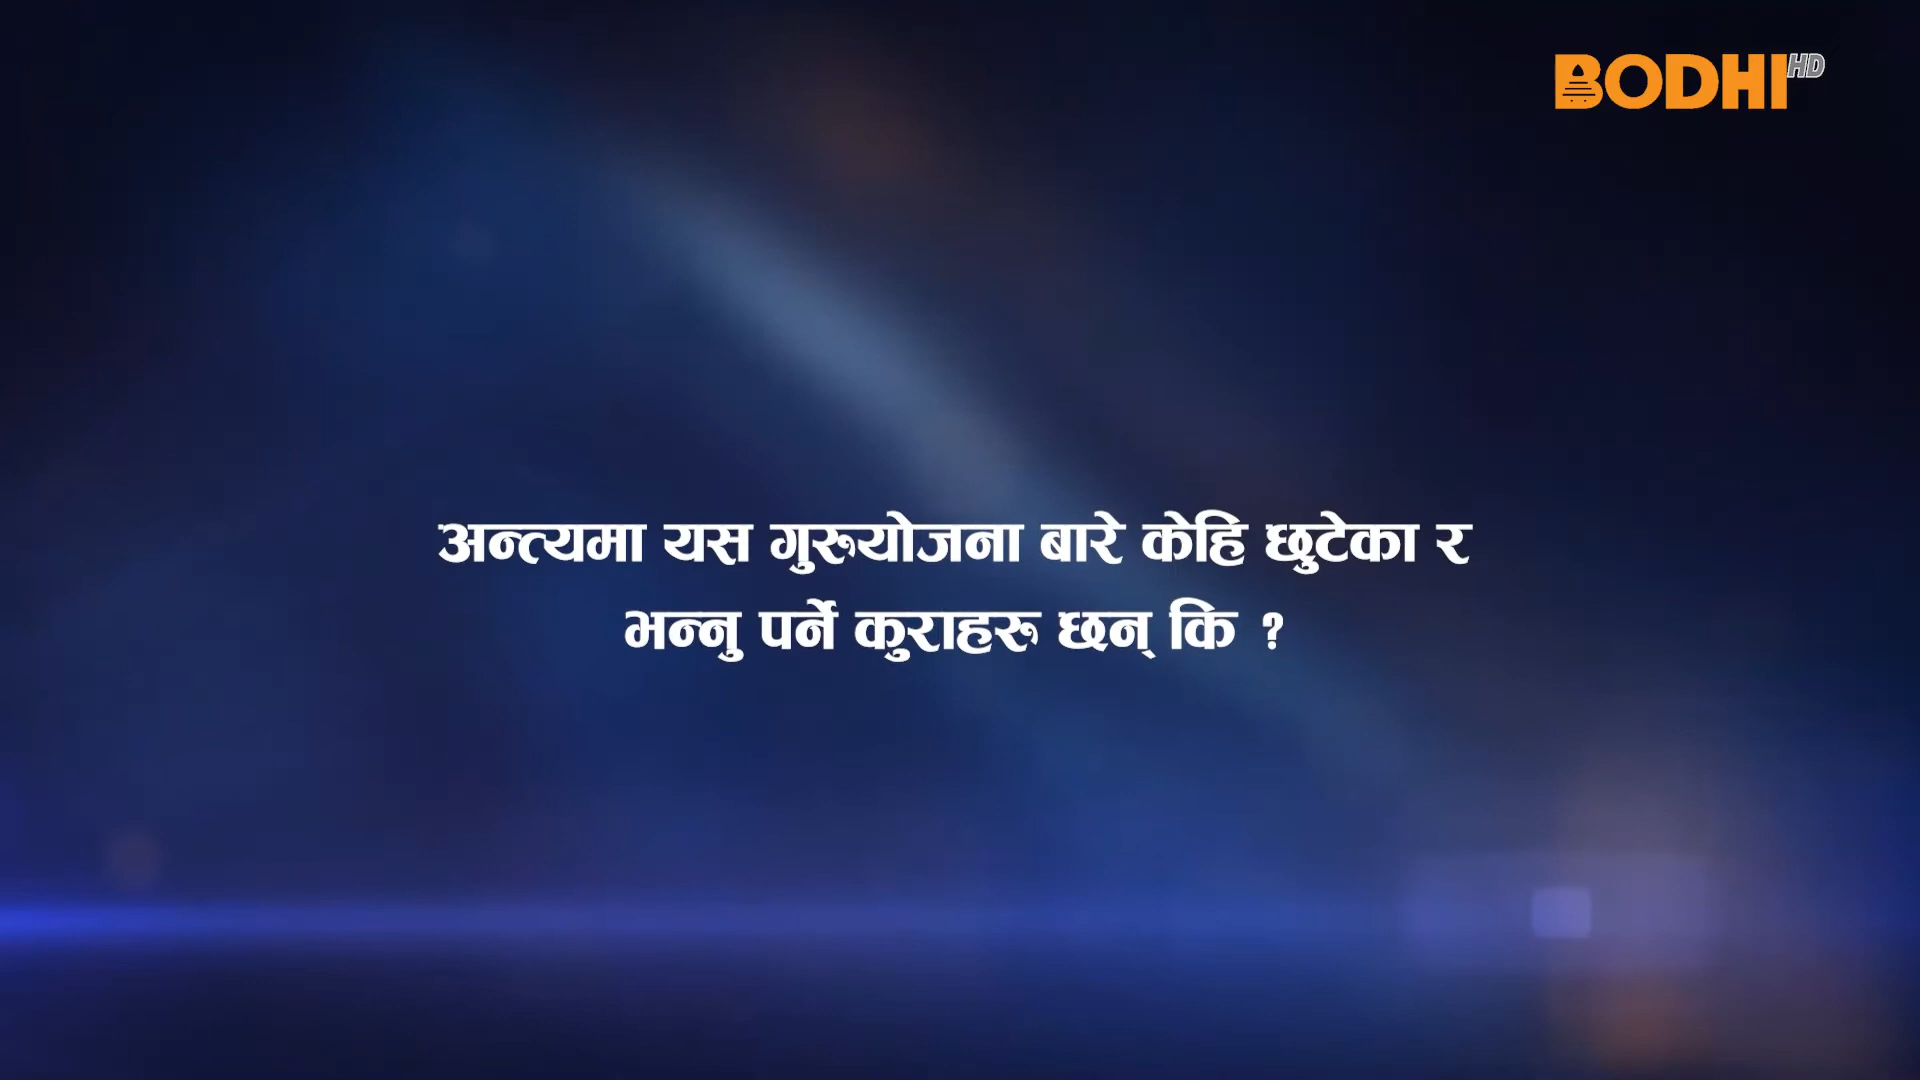 BODHI HD
अन्त्यमा यस गुरुयोजना बारे केहि छुटेका र
भन्नु पर्ने कुराहरु छन् कि ?